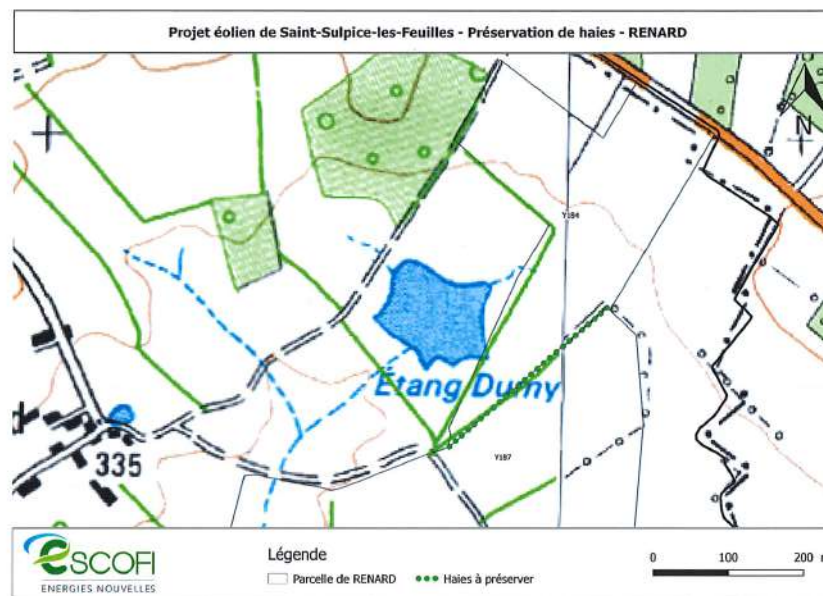 Projet éolien de Saint-Sulpice-les-Feuilles - Préservation de haies - RENARD
N
Y184
Étang Durny
335
Y187
ESCOFI
ENERGIES NOUVELLES
Légende
Parcelle de RENARD
Haies à préserver
0 100 200